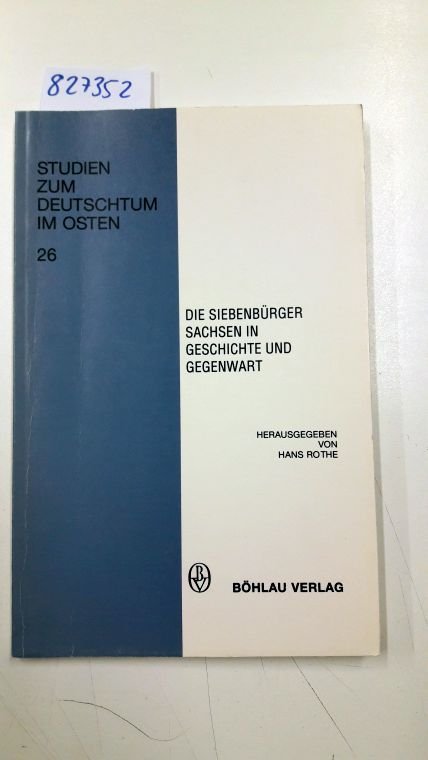 827352
STUDIEN
ZUM
DEUTSCHTUM
IM OSTEN
26
DIE SIEBENBÜRGER
SACHSEN IN
GESCHICHTE UND
GEGENWART
HERAUSGEGEBEN
VON
HANS ROTHE
BV
BÖHLAU VERLAG